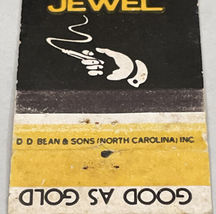 JEWEL
D D BEAN & SONS (NORTH CAROLINA) INC.
GOOD AS GOLD